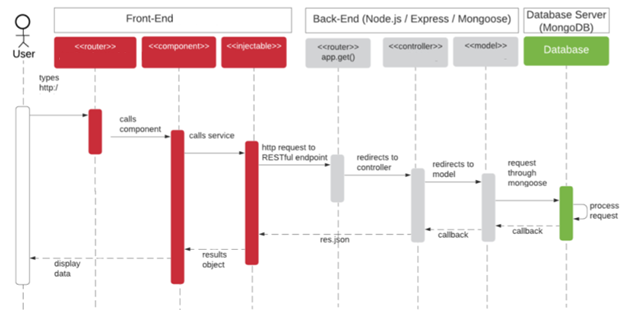 Front-End
Back-End (Node.js / Express / Mongoose)
Database Server
(MongoDB)
User
<<router>>
<<component>>
<<injectable>>
<<router>>
app.get()
<<controller>>
<<model>>
Database
types
http:/
calls
component
calls service
http request to
RESTful endpoint
redirects to
controller
redirects to
model
request
through
mongoose
process
request
callback
callback
res.json
results
object
display
data